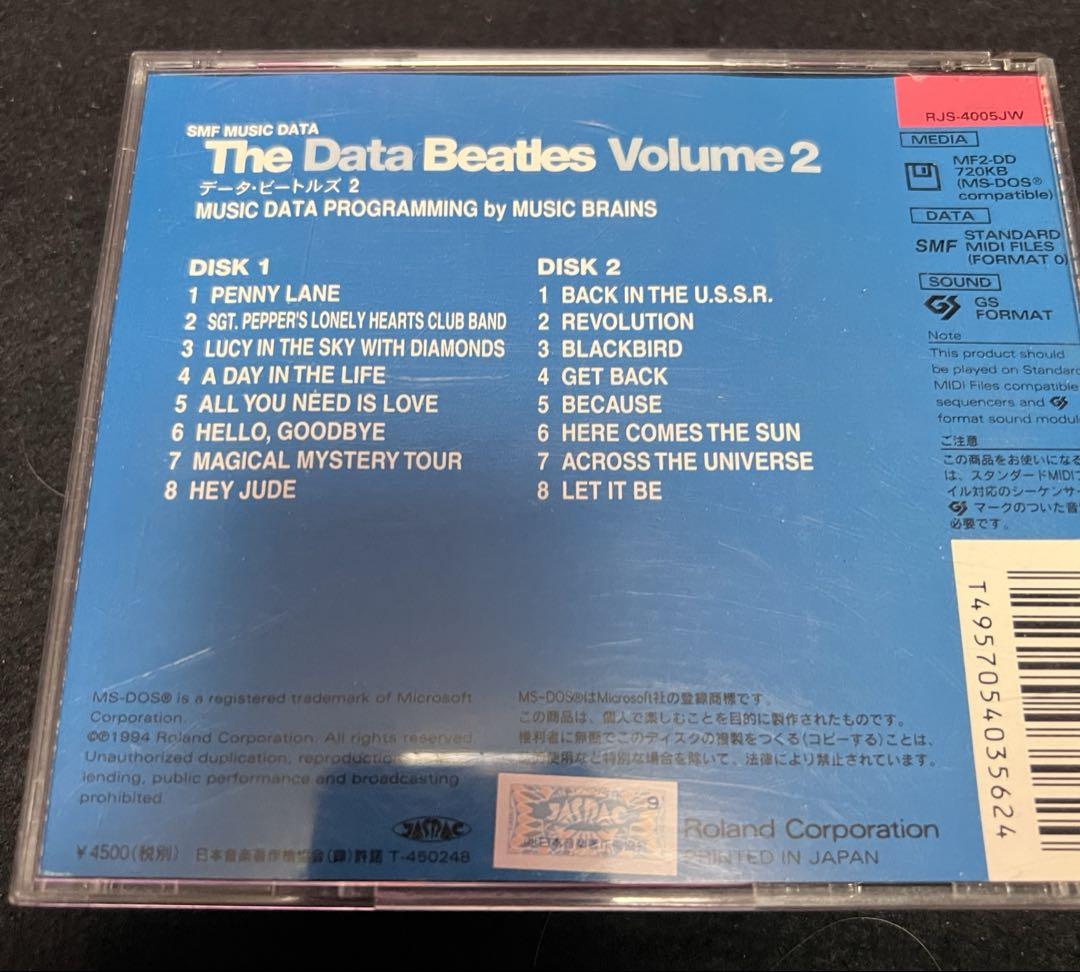 SMF MUSIC DATA
The Data Beatles Volume 2
データ・ビートルズ 2
MUSIC DATA PROGRAMMING by MUSIC BRAINS
DISK 1
1 PENNY LANE
2 SGT. PEPPER'S LONELY HEARTS CLUB BAND
3 LUCY IN THE SKY WITH DIAMONDS
4 A DAY IN THE LIFE
5 ALL YOU NEED IS LOVE
6 HELLO, GOODBYE
7 MAGICAL MYSTERY TOUR
8 HEY JUDE
DISK 2
1 BACK IN THE U.S.S.R.
2 REVOLUTION
3 BLACKBIRD
4 GET BACK
5 BECAUSE
6 HERE COMES THE SUN
7 ACROSS THE UNIVERSE
8 LET IT BE
RJS-4005JW
MEDIA
MF2-DD
720KB
(MS-DOS®
compatible)
DATA
SMF STANDARD
MIDI FILES
(FORMAT 0)
SOUND
GS
FORMAT
Note
This product should
be played on Standard
MIDI Files compatible
sequencers and GS
format sound modul
ご注意
この商品をお使いになる
は、スタンダードMIDIフ
イル対応のシーケンサー
GS マークのついた音
必要です。
T4957054035624
MS-DOS® is a registered trademark of Microsoft
Corporation.
©℗1994 Roland Corporation. All rights reserved.
Unauthorized duplication, reproduction
lending, public performance and broadcasting
prohibited.
MS-DOS®はMicrosoft社の登録商標です。
この商品は、個人で楽しむことを目的に製作されたものです。
権利者に無断でこのディスクの複製をつくる(コピーする)ことは、
使用など特別な場合を除いて、法律により禁止されています。
JASRAC
JASRAC
9
¥4500(税別) 日本音楽著作権協会(録)許諾 T-450248
Roland Corporation
PRINTED IN JAPAN